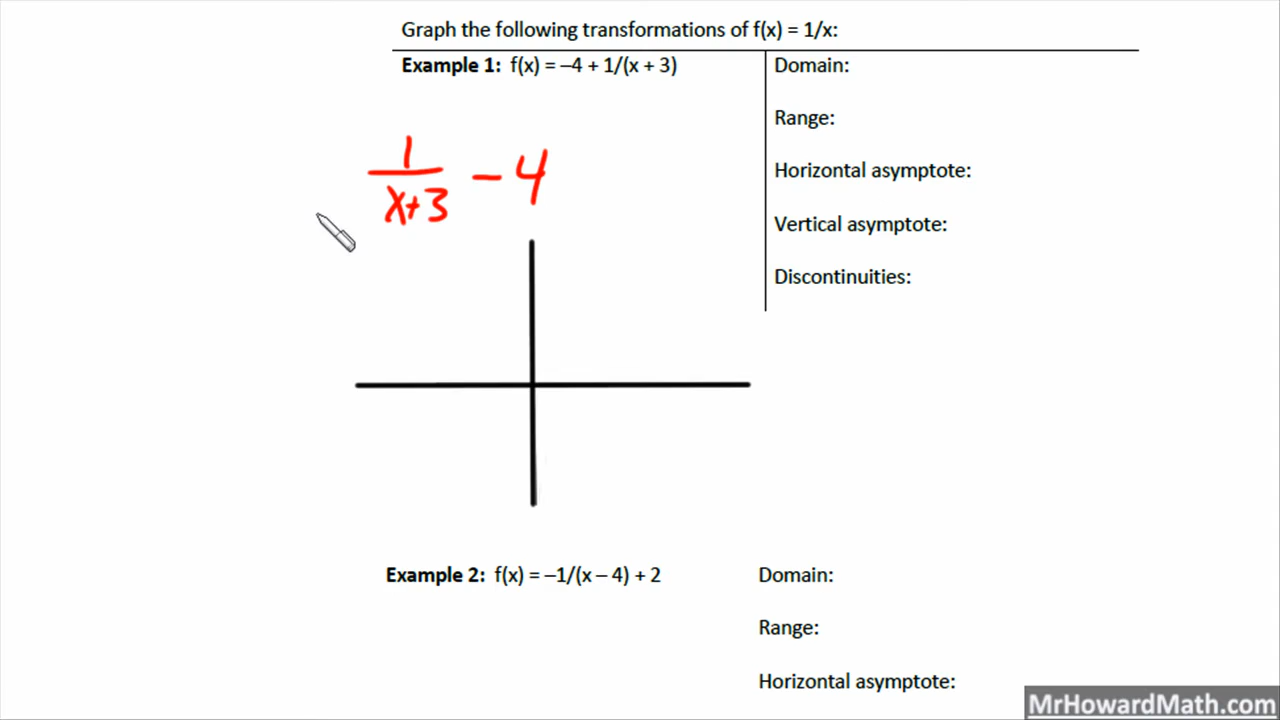 Graph the following transformations of f(x) = 1/x:
Example 1: f(x) = –4 + 1/(x + 3)
Domain:
Range:
1
x+3 – 4
Horizontal asymptote:
Vertical asymptote:
Discontinuities:
Example 2: f(x) = –1/(x – 4) + 2
Domain:
Range:
Horizontal asymptote:
MrHowardMath.com